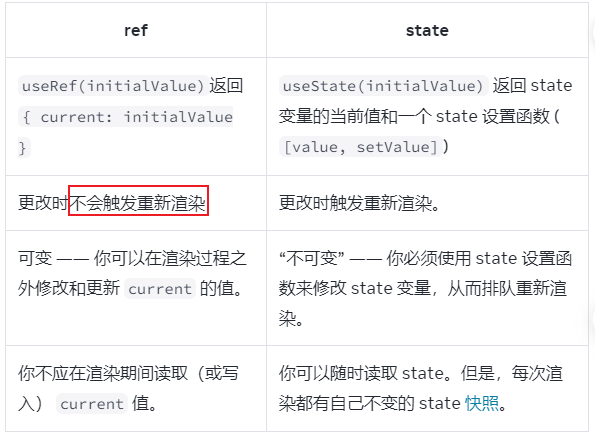 ref
state
useRef(initialValue)返回
{ current: initialValue
}
useState(initialValue) 返回 state
变量的当前值和一个 state 设置函数 (
[value, setValue])
更改时不会触发重新渲染
更改时触发重新渲染。
可变 —— 你可以在渲染过程之
外修改和更新 current 的值。
“不可变” —— 你必须使用 state 设置函
数来修改 state 变量，从而排队重新渲
染。
你不应在渲染期间读取（或写
入） current 值。
你可以随时读取 state。但是，每次渲
染都有自己不变的 state 快照。